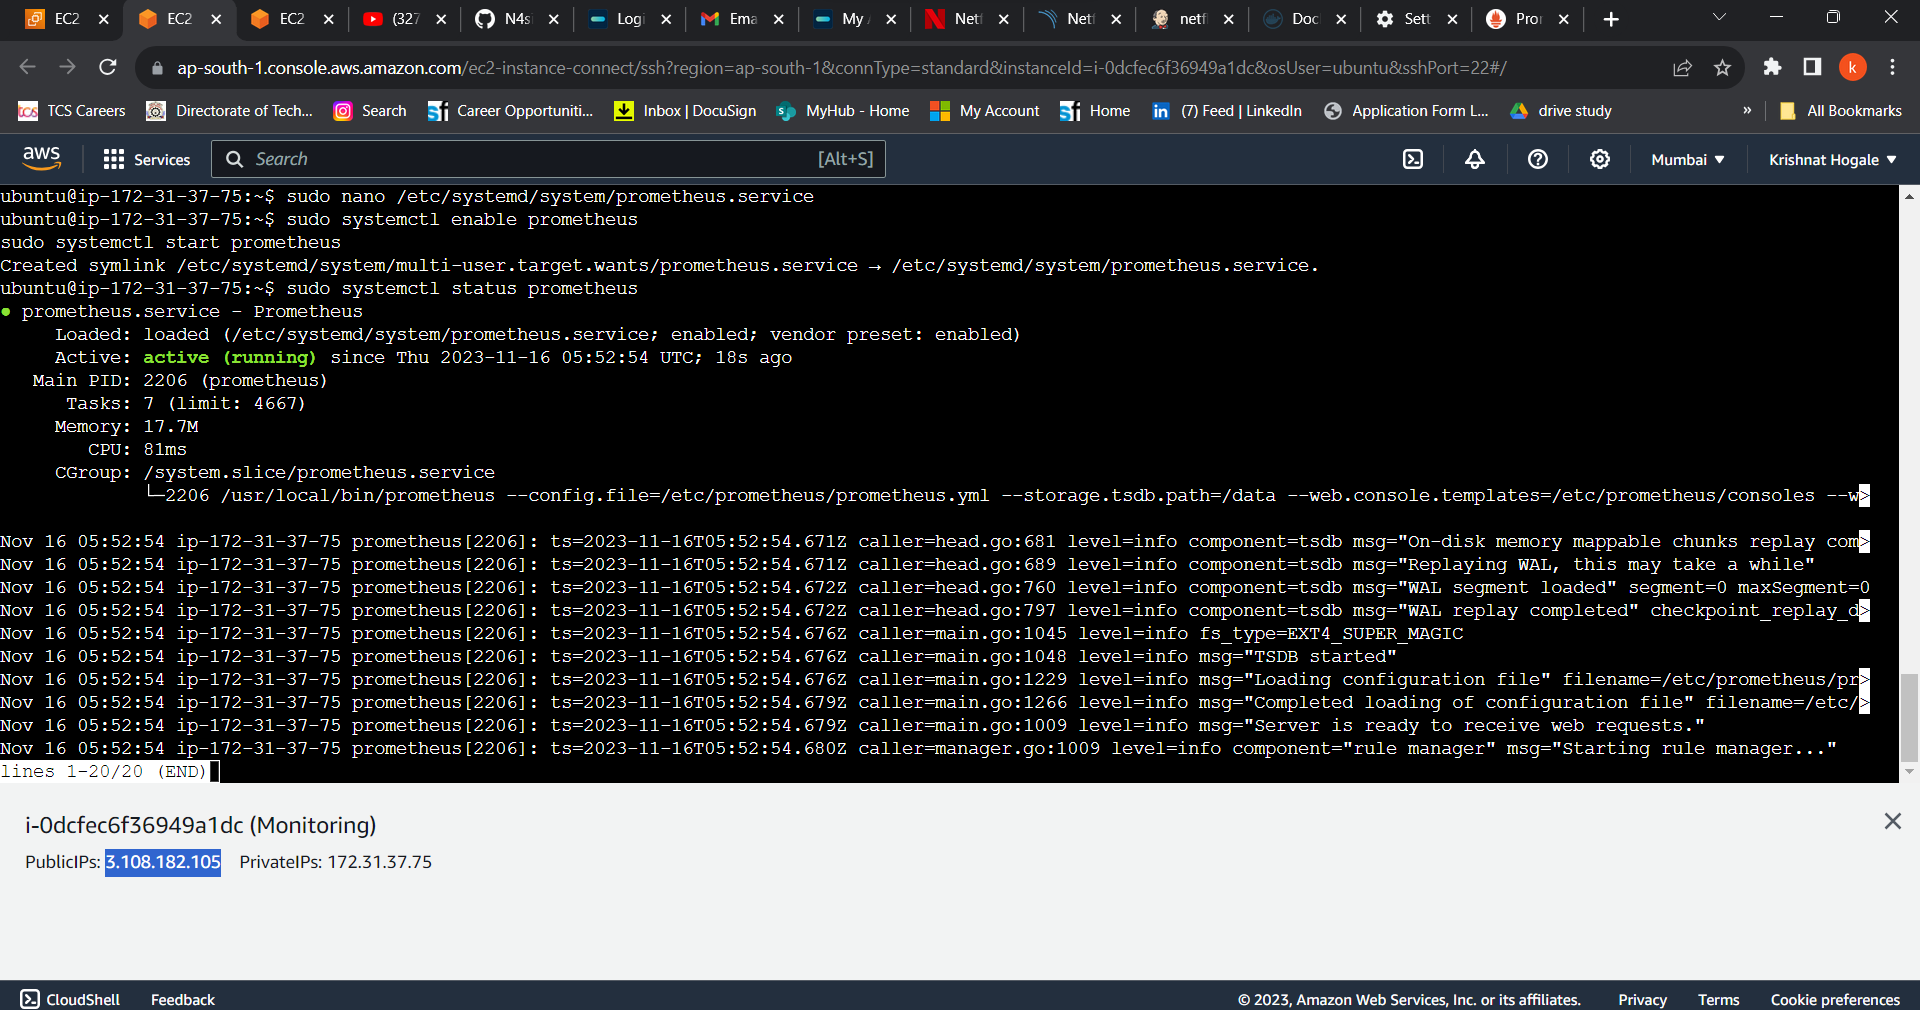 EC2
EC2
EC2
(327
N4s
Logi
Ema
My
Netf
Netf
netfl
Doc
Sett
Pro
ap-south-1.console.aws.amazon.com/ec2-instance-connect/ssh?region=ap-south-1&connType=standard&instanceId=i-0dcfec6f36949a1dc&osUser=ubuntu&sshPort=22#/
k
tcs TCS Careers
Directorate of Tech...
Search
Career Opportuniti...
Inbox | DocuSign
MyHub - Home
My Account
Home
(7) Feed | LinkedIn
Application Form L...
drive study
»
All Bookmarks
aws
Services
Search
[Alt+S]
Mumbai ▼
Krishnat Hogale ▼
ubuntu@ip-172-31-37-75:~$ sudo nano /etc/systemd/system/prometheus.service
ubuntu@ip-172-31-37-75:~$ sudo systemctl enable prometheus
sudo systemctl start prometheus
Created symlink /etc/systemd/system/multi-user.target.wants/prometheus.service → /etc/systemd/system/prometheus.service.
ubuntu@ip-172-31-37-75:~$ sudo systemctl status prometheus
● prometheus.service - Prometheus
Loaded: loaded (/etc/systemd/system/prometheus.service; enabled; vendor preset: enabled)
Active: active (running) since Thu 2023-11-16 05:52:54 UTC; 18s ago
Main PID: 2206 (prometheus)
Tasks: 7 (limit: 4667)
Memory: 17.7M
CPU: 81ms
CGroup: /system.slice/prometheus.service
└─2206 /usr/local/bin/prometheus --config.file=/etc/prometheus/prometheus.yml --storage.tsdb.path=/data --web.console.templates=/etc/prometheus/consoles --w>
Nov 16 05:52:54 ip-172-31-37-75 prometheus[2206]: ts=2023-11-16T05:52:54.671Z caller=head.go:681 level=info component=tsdb msg="On-disk memory mappable chunks replay com>
Nov 16 05:52:54 ip-172-31-37-75 prometheus[2206]: ts=2023-11-16T05:52:54.671Z caller=head.go:689 level=info component=tsdb msg="Replaying WAL, this may take a while"
Nov 16 05:52:54 ip-172-31-37-75 prometheus[2206]: ts=2023-11-16T05:52:54.672Z caller=head.go:760 level=info component=tsdb msg="WAL segment loaded" segment=0 maxSegment=0
Nov 16 05:52:54 ip-172-31-37-75 prometheus[2206]: ts=2023-11-16T05:52:54.672Z caller=head.go:797 level=info component=tsdb msg="WAL replay completed" checkpoint_replay_d>
Nov 16 05:52:54 ip-172-31-37-75 prometheus[2206]: ts=2023-11-16T05:52:54.676Z caller=main.go:1045 level=info fs_type=EXT4_SUPER_MAGIC
Nov 16 05:52:54 ip-172-31-37-75 prometheus[2206]: ts=2023-11-16T05:52:54.676Z caller=main.go:1048 level=info msg="TSDB started"
Nov 16 05:52:54 ip-172-31-37-75 prometheus[2206]: ts=2023-11-16T05:52:54.676Z caller=main.go:1229 level=info msg="Loading configuration file" filename=/etc/prometheus/pr>
Nov 16 05:52:54 ip-172-31-37-75 prometheus[2206]: ts=2023-11-16T05:52:54.679Z caller=main.go:1266 level=info msg="Completed loading of configuration file" filename=/etc/>
Nov 16 05:52:54 ip-172-31-37-75 prometheus[2206]: ts=2023-11-16T05:52:54.679Z caller=main.go:1009 level=info msg="Server is ready to receive web requests."
Nov 16 05:52:54 ip-172-31-37-75 prometheus[2206]: ts=2023-11-16T05:52:54.680Z caller=manager.go:1009 level=info component="rule manager" msg="Starting rule manager..."
lines 1-20/20 (END)
i-0dcfec6f36949a1dc (Monitoring)
PublicIPs: 3.108.182.105 PrivateIPs: 172.31.37.75
CloudShell
Feedback
© 2023, Amazon Web Services, Inc. or its affiliates.
Privacy
Terms
Cookie preferences